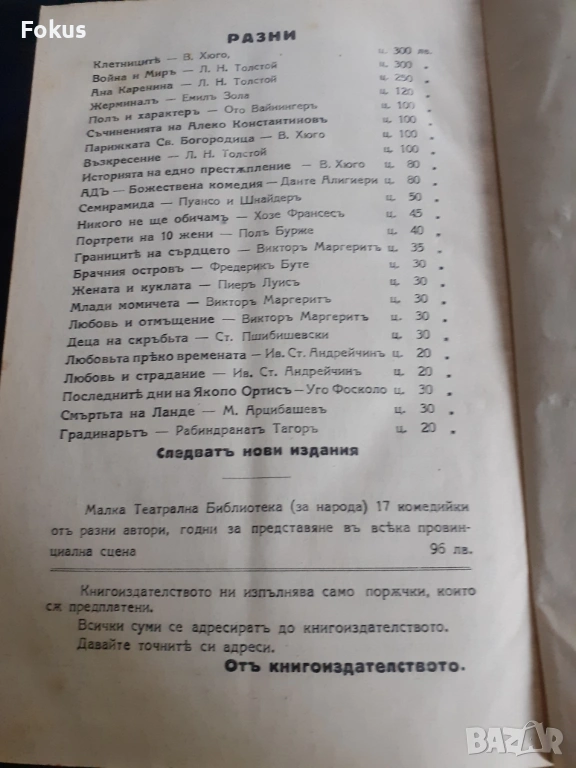 Fokus
РАЗНИ
Клетницитѣ — В. Хюго, ц. 300 лв.
Война и Миръ — Л. Н. Толстой ц. 300 „
Ана Каренина — Л. Н. Толстой ц. 250 „
Жерминалъ — Емилъ Зола ц. 120 „
Полъ и характеръ — Ото Вайнингеръ ц. 100 „
Съчиненията на Алеко Константиновъ ц. 100 „
Парижката Св. Богородица — В. Хюго ц. 100 „
Възкресение — Л. Н. Толстой ц. 100 „
Историята на едно престѫпление — В. Хюго ц. 80 „
АДЪ — Божествена комедия — Данте Алигиери ц. 80 „
Семирамида — Пуансо и Шнайдеръ ц. 50 „
Никого не ще обичамъ — Хозе Франсесъ ц. 45 „
Портрети на 10 жени — Полъ Бурже ц. 40 „
Границитѣ на сърдцето — Викторъ Маргеритъ ц. 35 „
Брачния островъ — Фредерикъ Буте ц. 30 „
Жената и куклата — Пиеръ Луисъ ц. 30 „
Млади момичета — Викторъ Маргеритъ ц. 30 „
Любовь и отмъщение — Викторъ Маргеритъ ц. 30 „
Деца на скръбьта — Ст. Пшибишевски ц. 30 „
Любовьта прѣко времената — Ив. Ст. Андрейчинъ ц. 20 „
Любовь и страдание — Ив. Ст. Андрейчинъ ц. 20 „
Последнитѣ дни на Якопо Ортисъ — Уго Фосколо ц. 30 „
Смъртьта на Ланде — М. Арцибашевъ ц. 30 „
Градинарьтъ — Рабиндранатъ Тагоръ ц. 20 „
Следватъ нови издания
Малка Театрална Библиотека (за народа) 17 комедийки
отъ разни автори, годни за представяне въ всѣка провин-
циална сцена 96 лв.
Книгоиздателството ни изпълнява само порѫчки, които
сѫ предплатени.
Всички суми се адресиратъ до книгоиздателството.
Давайте точнитѣ си адреси.
Отъ книгоиздателството.
BAZAR